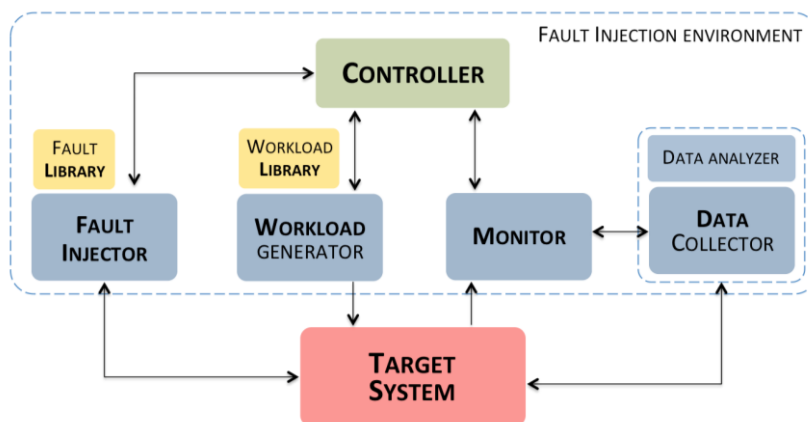 FAULT INJECTION ENVIRONMENT
CONTROLLER
FAULT
LIBRARY
WORKLOAD
LIBRARY
DATA ANALYZER
FAULT
INJECTOR
WORKLOAD
GENERATOR
MONITOR
DATA
COLLECTOR
TARGET
SYSTEM